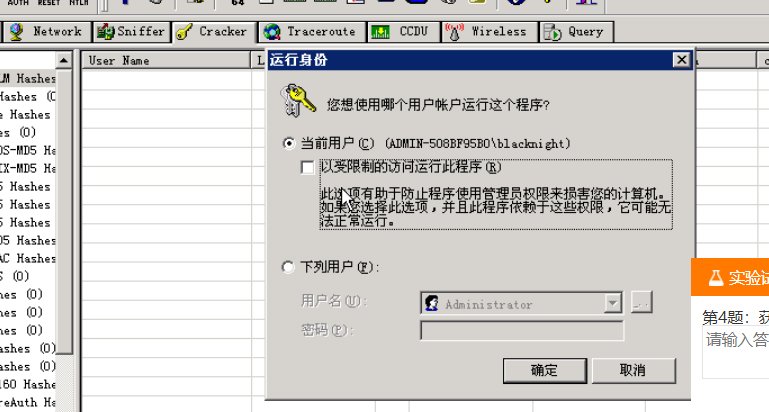 AUTH RESET NTLM
64
Network Sniffer Cracker Traceroute CCDU Wireless Query
User Name
运行身份
LM Hashes
Hashes
e Hashes
es (0)
OS-MD5 Ha
IX-MD5 Ha
5 Hashes
5 Hashes
5 Hashes
D5 Hashes
AC Hashes
S (0)
hes (0)
hes (0)
hes (0)
ashes (0)
ashes (0)
160 Hashe
reAuth Ha
您想使用哪个用户帐户运行这个程序?
当前用户(C) (ADMIN-508BF95B0\blacknight)
以受限制的访问运行此程序(R)
此选项有助于防止程序使用管理员权限来损害您的计算机。
如果您选择此选项，并且此程序依赖于这些权限，它可能无
法正常运行。
下列用户(F):
用户名(U): Administrator ...
密码(P):
确定 取消
实验试
第4题：获
请输入答